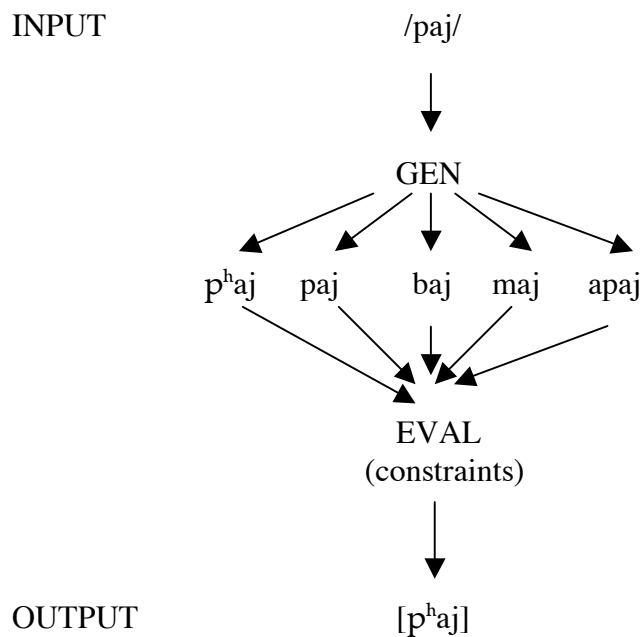 INPUT /paj/
GEN
pʰaj paj baj maj apaj
EVAL
(constraints)
OUTPUT [pʰaj]